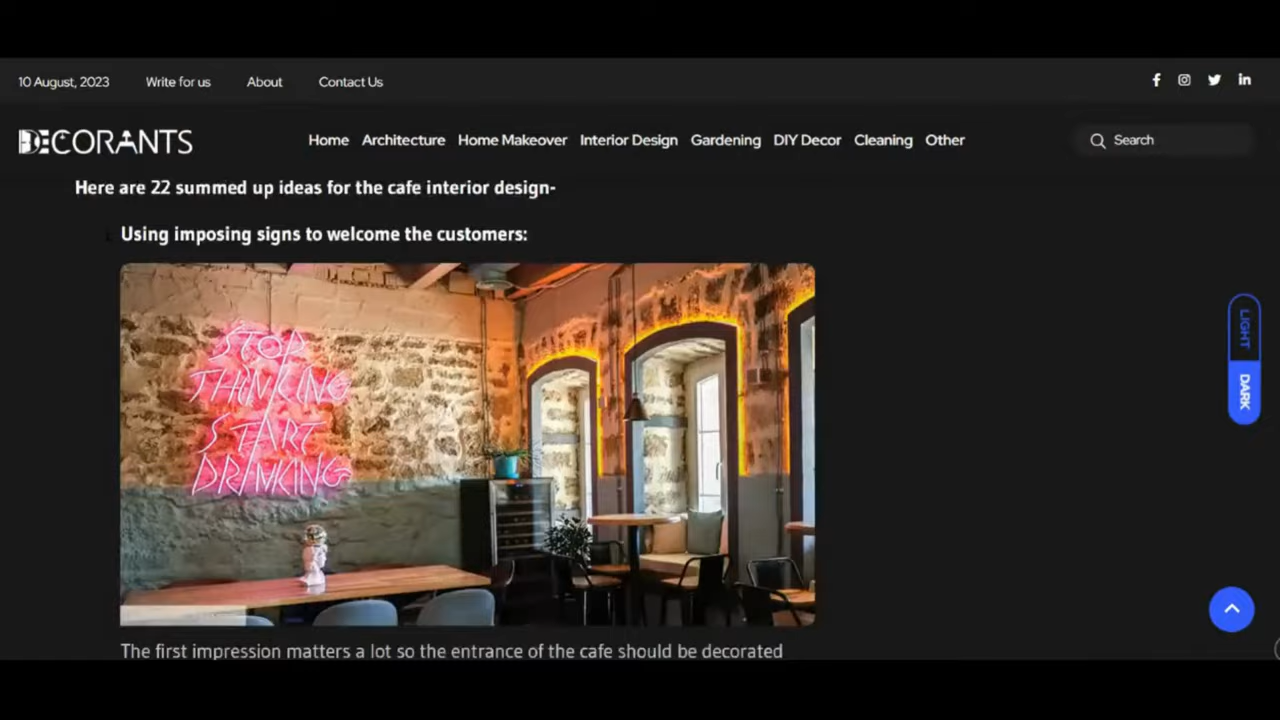 10 August, 2023 Write for us About Contact Us
DECORANTS Home Architecture Home Makeover Interior Design Gardening DIY Decor Cleaning Other Search
Here are 22 summed up ideas for the cafe interior design-
Using imposing signs to welcome the customers:
LIGHT
DARK
STOP
THINKING
START
DRINKING
The first impression matters a lot so the entrance of the cafe should be decorated